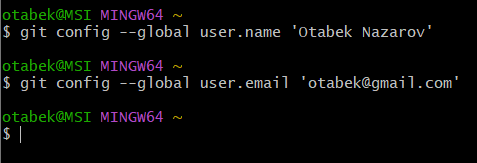 otabek@MSI MINGW64 ~
$ git config --global user.name 'Otabek Nazarov'
otabek@MSI MINGW64 ~
$ git config --global user.email 'otabek@gmail.com'
otabek@MSI MINGW64 ~
$